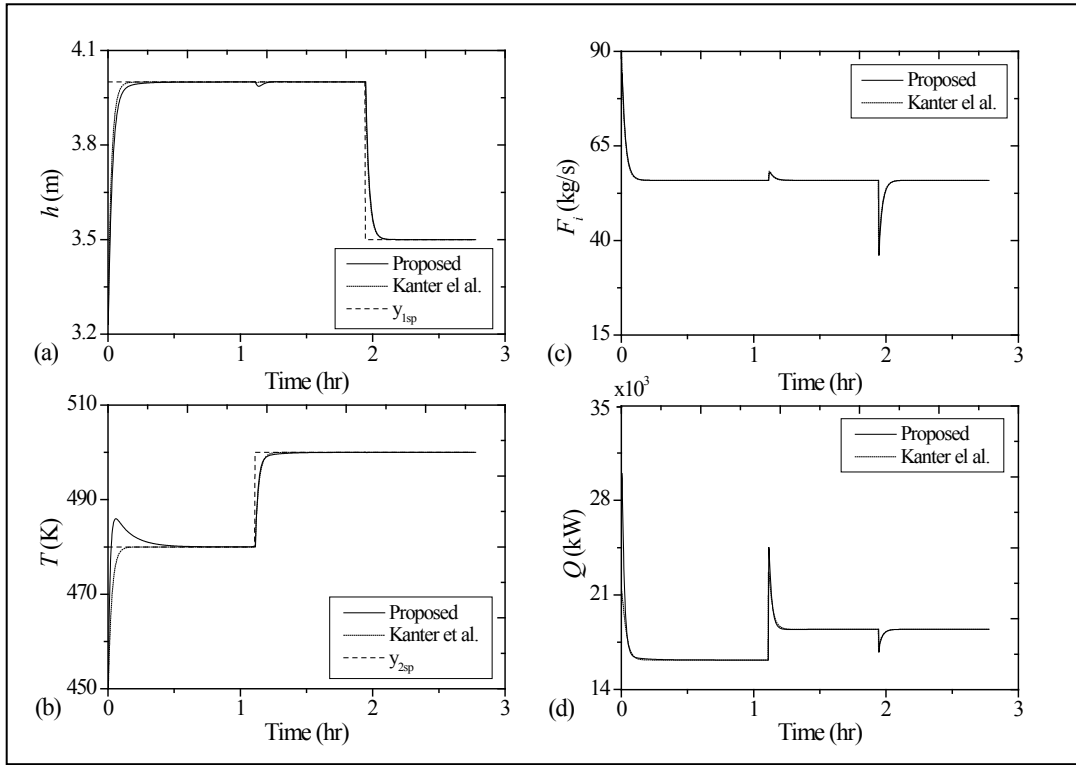 4.1
3.8
3.5
3.2
h (m)
Proposed
Kanter el al.
y1sp
0
1
2
3
(a)
Time (hr)
90
65
40
15
Fi (kg/s)
Proposed
Kanter el al.
0
1
2
3
(c)
Time (hr)
510
490
470
450
T (K)
Proposed
Kanter et al.
y2sp
0
1
2
3
(b)
Time (hr)
x10³
35
28
21
14
Q (kW)
Proposed
Kanter el al.
0
1
2
3
(d)
Time (hr)